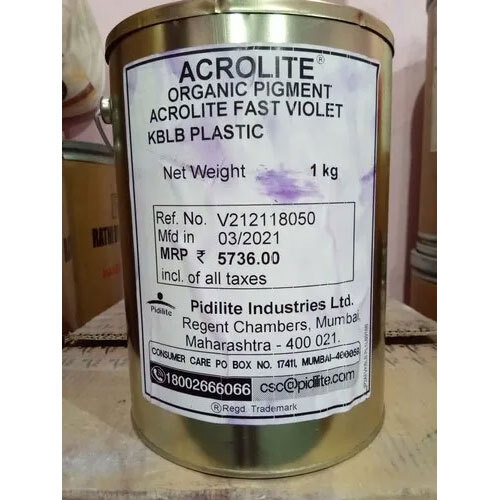 ACROLITE®
ORGANIC PIGMENT
ACROLITE FAST VIOLET
KBLB PLASTIC
Net Weight 1 kg
Ref. No. V212118050
Mfd in 03/2021
MRP ₹ 5736.00
incl. of all taxes
Pidilite
Pidilite Industries Ltd.
Regent Chambers, Mumbai,
Maharashtra - 400 021.
CONSUMER CARE PO BOX NO. 17411, MUMBAI-400059
18002666066 csc@pidilite.com
® Regd. Trademark